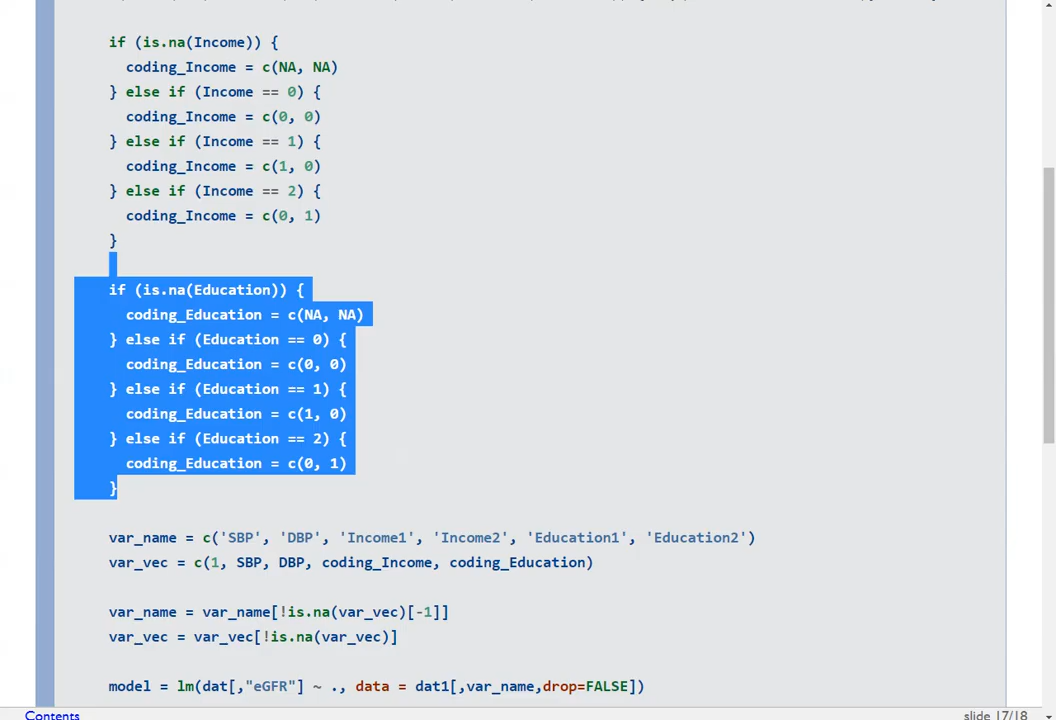 if (is.na(Income)) {
coding_Income = c(NA, NA)
} else if (Income == 0) {
coding_Income = c(0, 0)
} else if (Income == 1) {
coding_Income = c(1, 0)
} else if (Income == 2) {
coding_Income = c(0, 1)
}
if (is.na(Education)) {
coding_Education = c(NA, NA)
} else if (Education == 0) {
coding_Education = c(0, 0)
} else if (Education == 1) {
coding_Education = c(1, 0)
} else if (Education == 2) {
coding_Education = c(0, 1)
}
var_name = c('SBP', 'DBP', 'Income1', 'Income2', 'Education1', 'Education2')
var_vec = c(1, SBP, DBP, coding_Income, coding_Education)
var_name = var_name[!is.na(var_vec)[-1]]
var_vec = var_vec[!is.na(var_vec)]
model = lm(dat[,"eGFR"] ~ ., data = dat1[,var_name,drop=FALSE])
Contents
slide 17/18